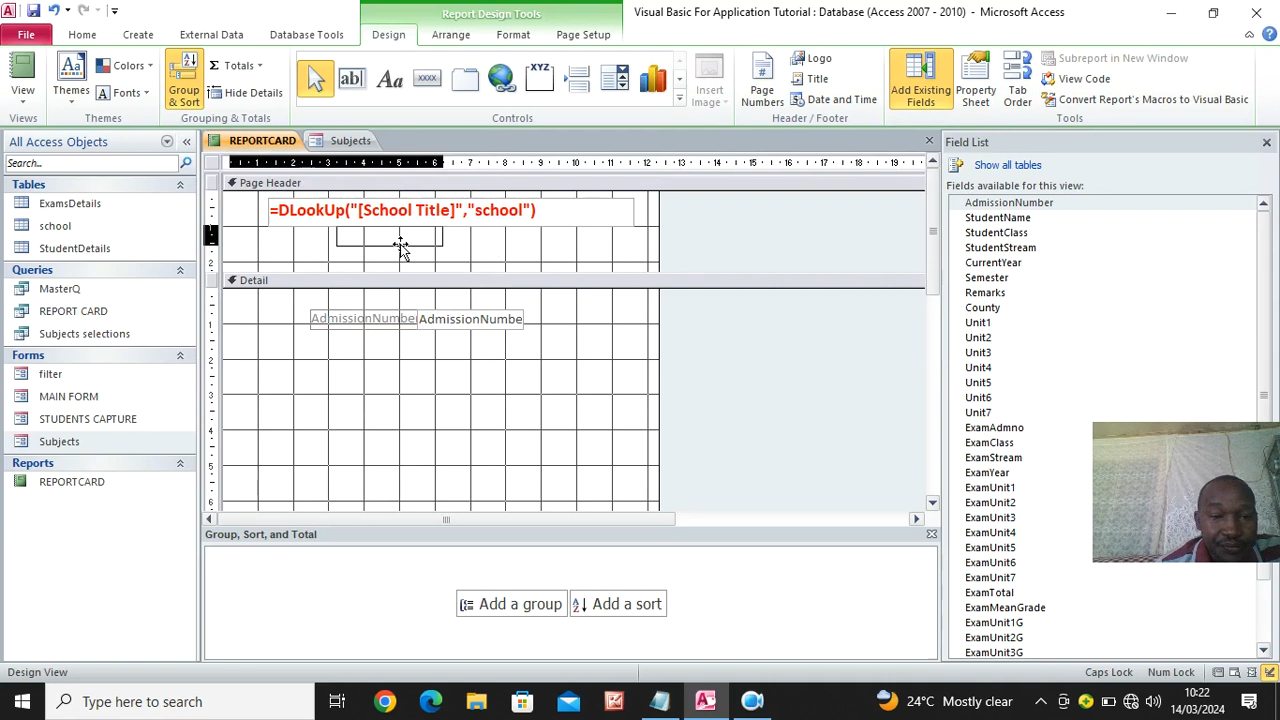 Report Design Tools
Visual Basic For Application Tutorial : Database (Access 2007 - 2010) - Microsoft Access
File Home Create External Data Database Tools Design Arrange Format Page Setup
View
Views
Themes
Colors
Fonts
Themes
Group & Sort
Σ Totals
Hide Details
Grouping & Totals
ab|
Aa
XXXX
XYZ
Insert Image
Controls
Page Numbers
Logo
Title
Date and Time
Header / Footer
Add Existing Fields
Property Sheet
Tab Order
Subreport in New Window
View Code
Convert Report's Macros to Visual Basic
Tools
All Access Objects
Search...
Tables
ExamsDetails
school
StudentDetails
Queries
MasterQ
REPORT CARD
Subjects selections
Forms
filter
MAIN FORM
STUDENTS CAPTURE
Subjects
Reports
REPORTCARD
REPORTCARD Subjects
Page Header
=DLookUp("[School Title]","school")
Detail
AdmissionNumber AdmissionNumbe
Group, Sort, and Total
Add a group
Add a sort
Field List
Show all tables
Fields available for this view:
AdmissionNumber
StudentName
StudentClass
StudentStream
CurrentYear
Semester
Remarks
County
Unit1
Unit2
Unit3
Unit4
Unit5
Unit6
Unit7
ExamAdmno
ExamClass
ExamStream
ExamYear
ExamUnit1
ExamUnit2
ExamUnit3
ExamUnit4
ExamUnit5
ExamUnit6
ExamUnit7
ExamTotal
ExamMeanGrade
ExamUnit1G
ExamUnit2G
ExamUnit3G
Design View
Caps Lock Num Lock
Type here to search
24°C Mostly clear
10:22
14/03/2024